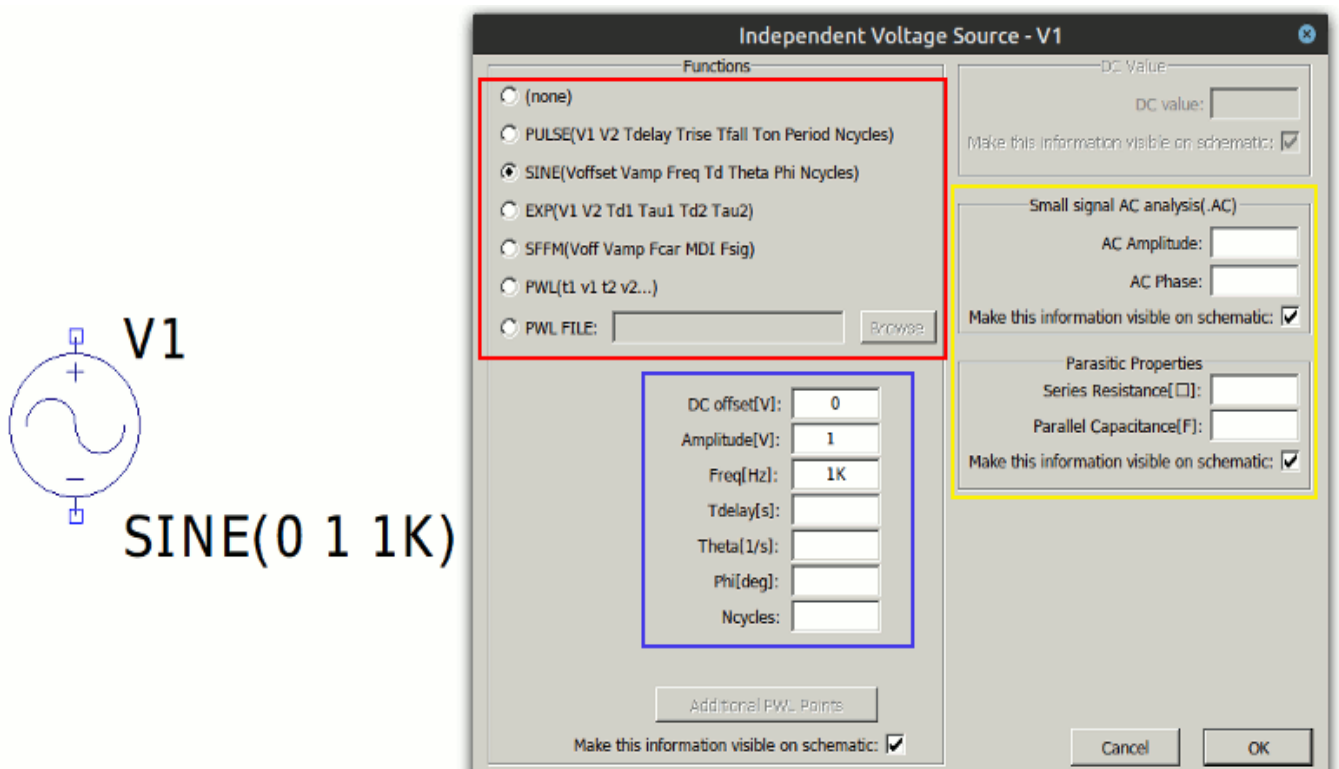 V1
+
−
SINE(0 1 1K)
Independent Voltage Source - V1
Functions
(none)
PULSE(V1 V2 Tdelay Trise Tfall Ton Period Ncycles)
SINE(Voffset Vamp Freq Td Theta Phi Ncycles)
EXP(V1 V2 Td1 Tau1 Td2 Tau2)
SFFM(Voff Vamp Fcar MDI Fsig)
PWL(t1 v1 t2 v2...)
PWL FILE: Browse
DC offset[V]: 0
Amplitude[V]: 1
Freq[Hz]: 1K
Tdelay[s]:
Theta[1/s]:
Phi[deg]:
Ncycles:
Additional PWL Points
Make this information visible on schematic:
DC Value
DC value:
Make this information visible on schematic:
Small signal AC analysis(.AC)
AC Amplitude:
AC Phase:
Make this information visible on schematic:
Parasitic Properties
Series Resistance[□]:
Parallel Capacitance[F]:
Make this information visible on schematic:
Cancel OK